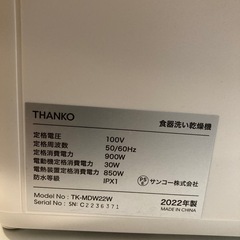 THANKO 食器洗い乾燥機
定格電圧 100V
定格周波数 50/60Hz
定格消費電力 900W
電動機定格消費電力 30W
電熱装置定格消費電力 850W
防水等級 IPX1
PSE サンコー株式会社
Model No : TK-MDW22W 2022年製
Serial No : SN: C2236371 MADE IN CHINA